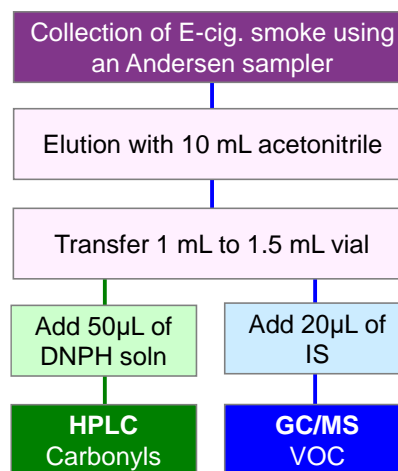 Collection of E-cig. smoke using
an Andersen sampler
Elution with 10 mL acetonitrile
Transfer 1 mL to 1.5 mL vial
Add 50µL of
DNPH soln
Add 20µL of
IS
HPLC
Carbonyls
GC/MS
VOC